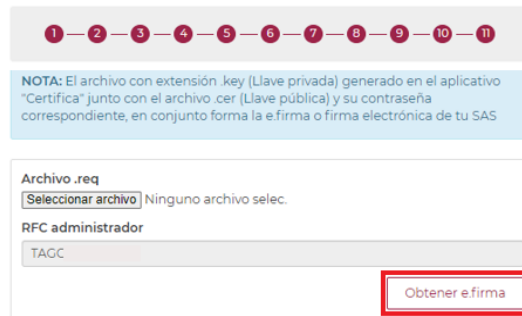 1 2 3 4 5 6 7 8 9 10 11
NOTA: El archivo con extensión .key (Llave privada) generado en el aplicativo
"Certifica" junto con el archivo .cer (Llave pública) y su contraseña
correspondiente, en conjunto forma la e.firma o firma electrónica de tu SAS
Archivo .req
Seleccionar archivo Ninguno archivo selec.
RFC administrador
TAGC
Obtener e.firma